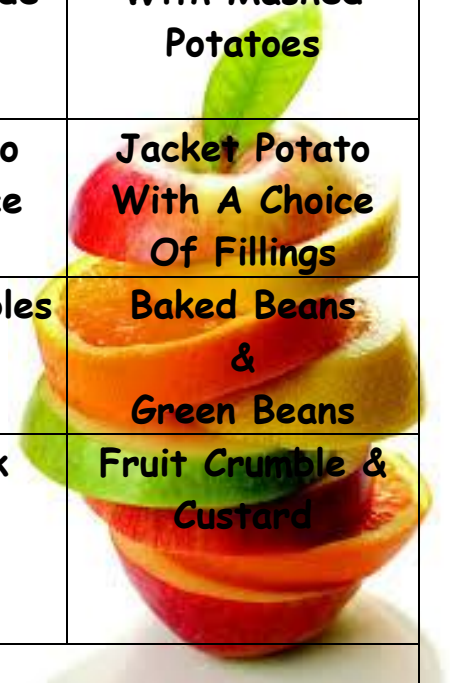 Potatoes
Jacket Potato
With A Choice
Of Fillings
Baked Beans
&
Green Beans
Fruit Crumble &
Custard